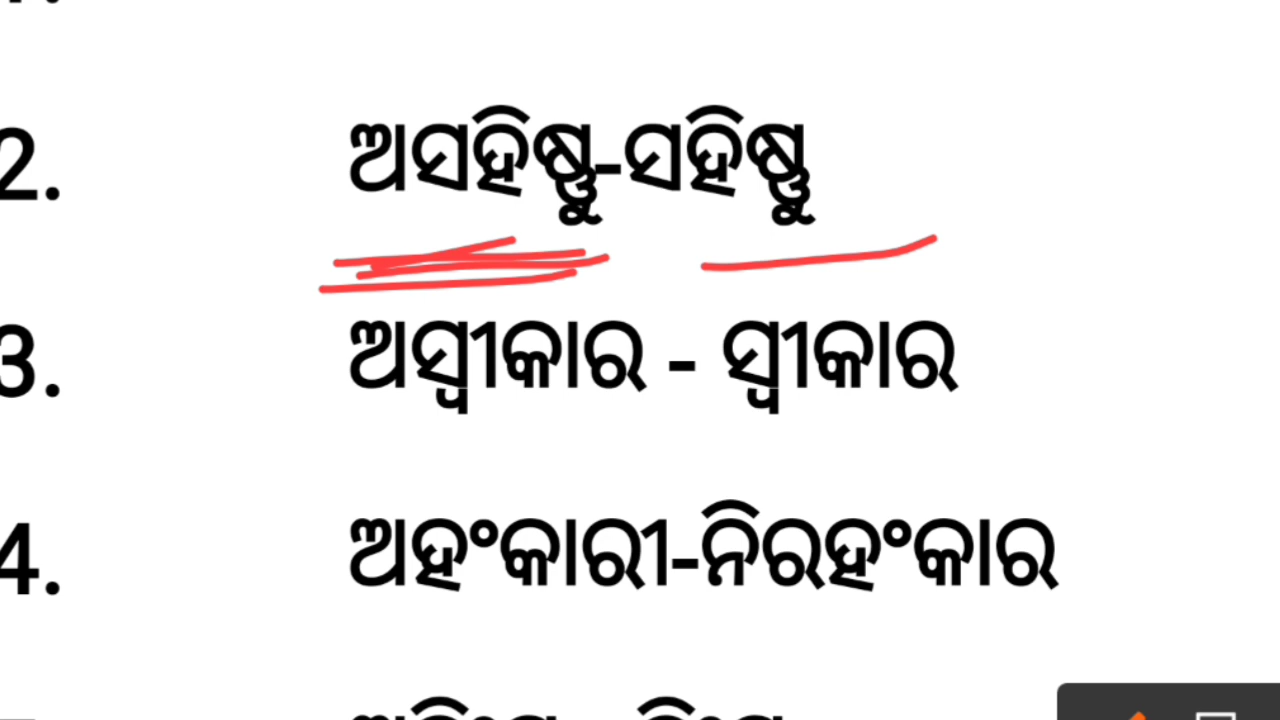 2. ଅସହିଷ୍ଣୁ-ସହିଷ୍ଣୁ
3. ଅସ୍ୱୀକାର - ସ୍ୱୀକାର
4. ଅହଂକାରୀ-ନିରହଂକାର